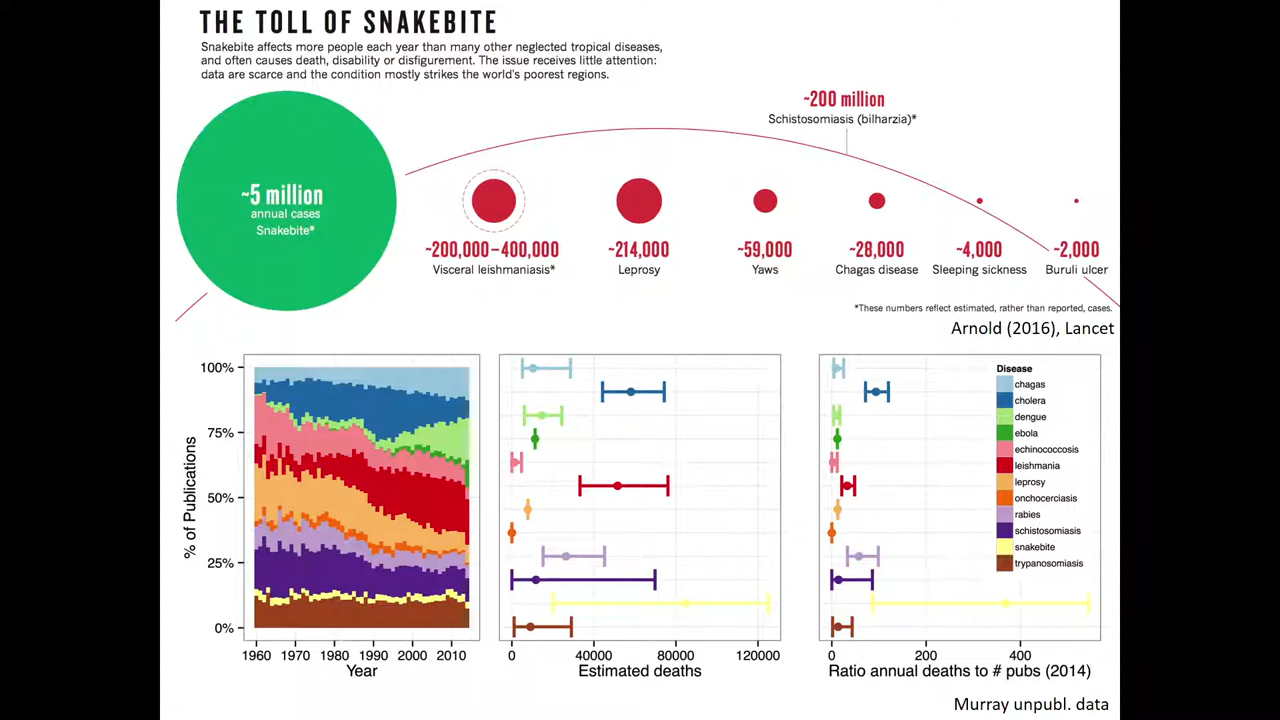 THE TOLL OF SNAKEBITE
Snakebite affects more people each year than many other neglected tropical diseases,
and often causes death, disability or disfigurement. The issue receives little attention:
data are scarce and the condition mostly strikes the world's poorest regions.
~200 million
Schistosomiasis (bilharzia)*
~5 million
annual cases
Snakebite*
~200,000–400,000
Visceral leishmaniasis*
~214,000
Leprosy
~59,000
Yaws
~28,000
Chagas disease
~4,000
Sleeping sickness
~2,000
Buruli ulcer
*These numbers reflect estimated, rather than reported, cases.
Arnold (2016), Lancet
% of Publications
100%
75%
50%
25%
0%
1960 1970 1980 1990 2000 2010
Year
0 40000 80000 120000
Estimated deaths
Disease
chagas
cholera
dengue
ebola
echinococcosis
leishmania
leprosy
onchocerciasis
rabies
schistosomiasis
snakebite
trypanosomiasis
0 200 400
Ratio annual deaths to # pubs (2014)
Murray unpubl. data